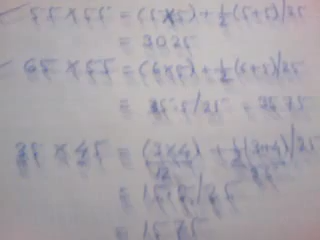 55 × 55 = (5×5) + ½(5+5)/25
= 3025
65 × 55 = (6×5) + ½(6+5)/25
= 35·5/25 = 3575
35 × 45 = (3×4) + ½(3+4)/25
= 15·5/25
= 1575